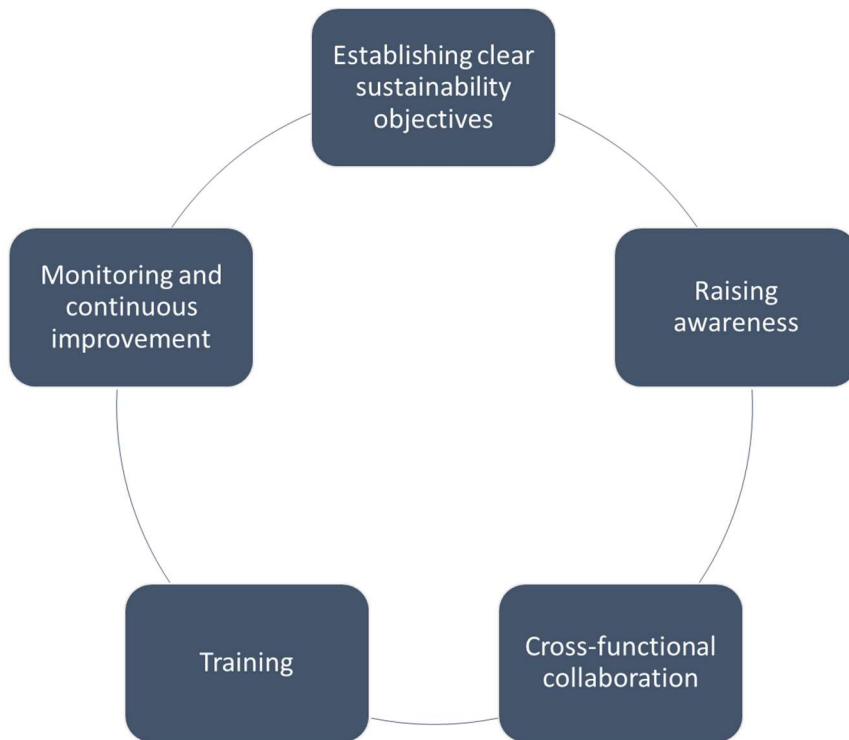 Establishing clear
sustainability
objectives
Raising
awareness
Cross-functional
collaboration
Training
Monitoring and
continuous
improvement